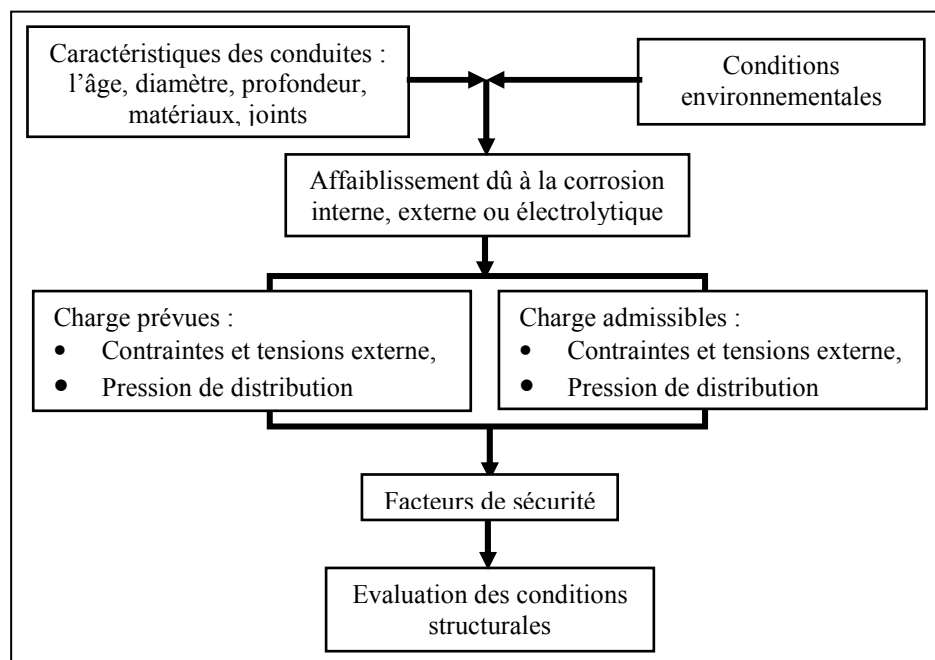 Caractéristiques des conduites :
l'âge, diamètre, profondeur,
matériaux, joints
Conditions
environnementales
Affaiblissement dû à la corrosion
interne, externe ou électrolytique
Charge prévues :
• Contraintes et tensions externe,
• Pression de distribution
Charge admissibles :
• Contraintes et tensions externe,
• Pression de distribution
Facteurs de sécurité
Evaluation des conditions
structurales